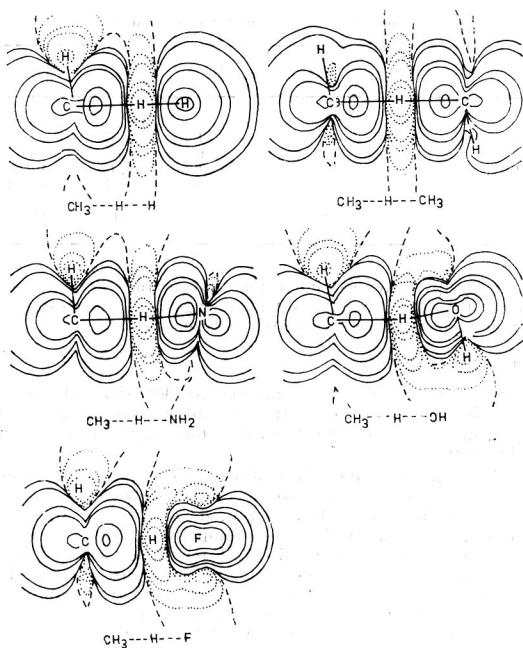 H
C H H
CH3---H---H
H
C H C
H
CH3---H---CH3
H
C H N
CH3---H---NH2
H
C H O
H
CH3---H---OH
H
C H F
CH3---H---F